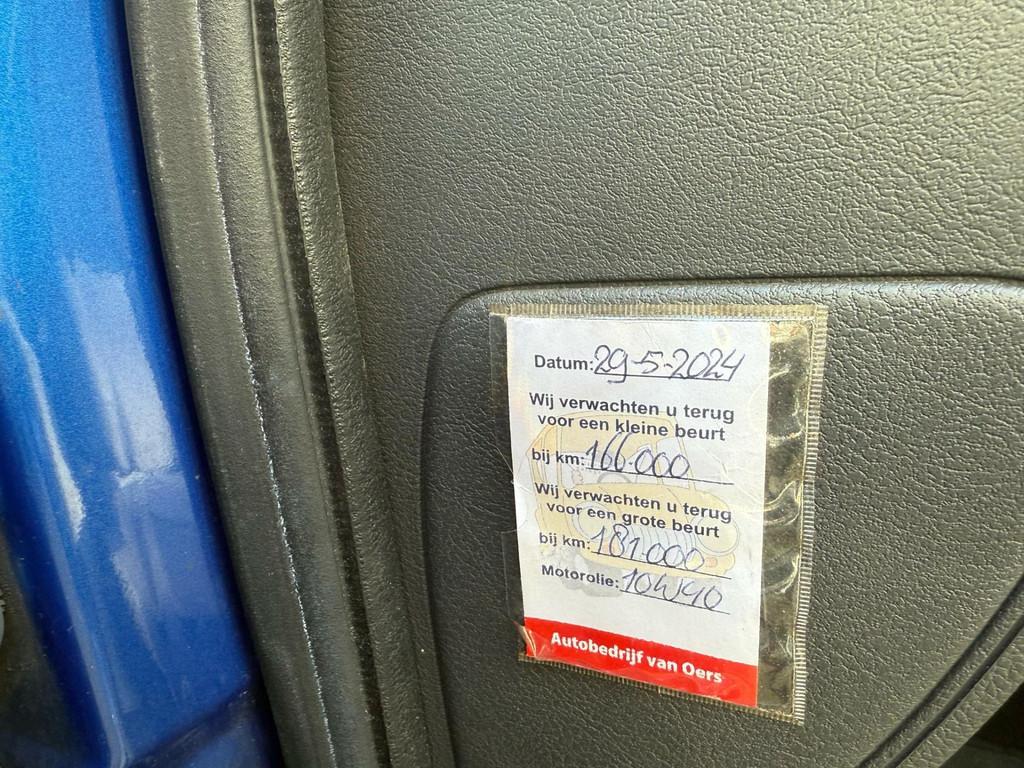 Datum: 29-5-2024
Wij verwachten u terug
voor een kleine beurt
bij km: 166.000
Wij verwachten u terug
voor een grote beurt
bij km: 181.000
Motorolie: 10W40
Autobedrijf van Oers